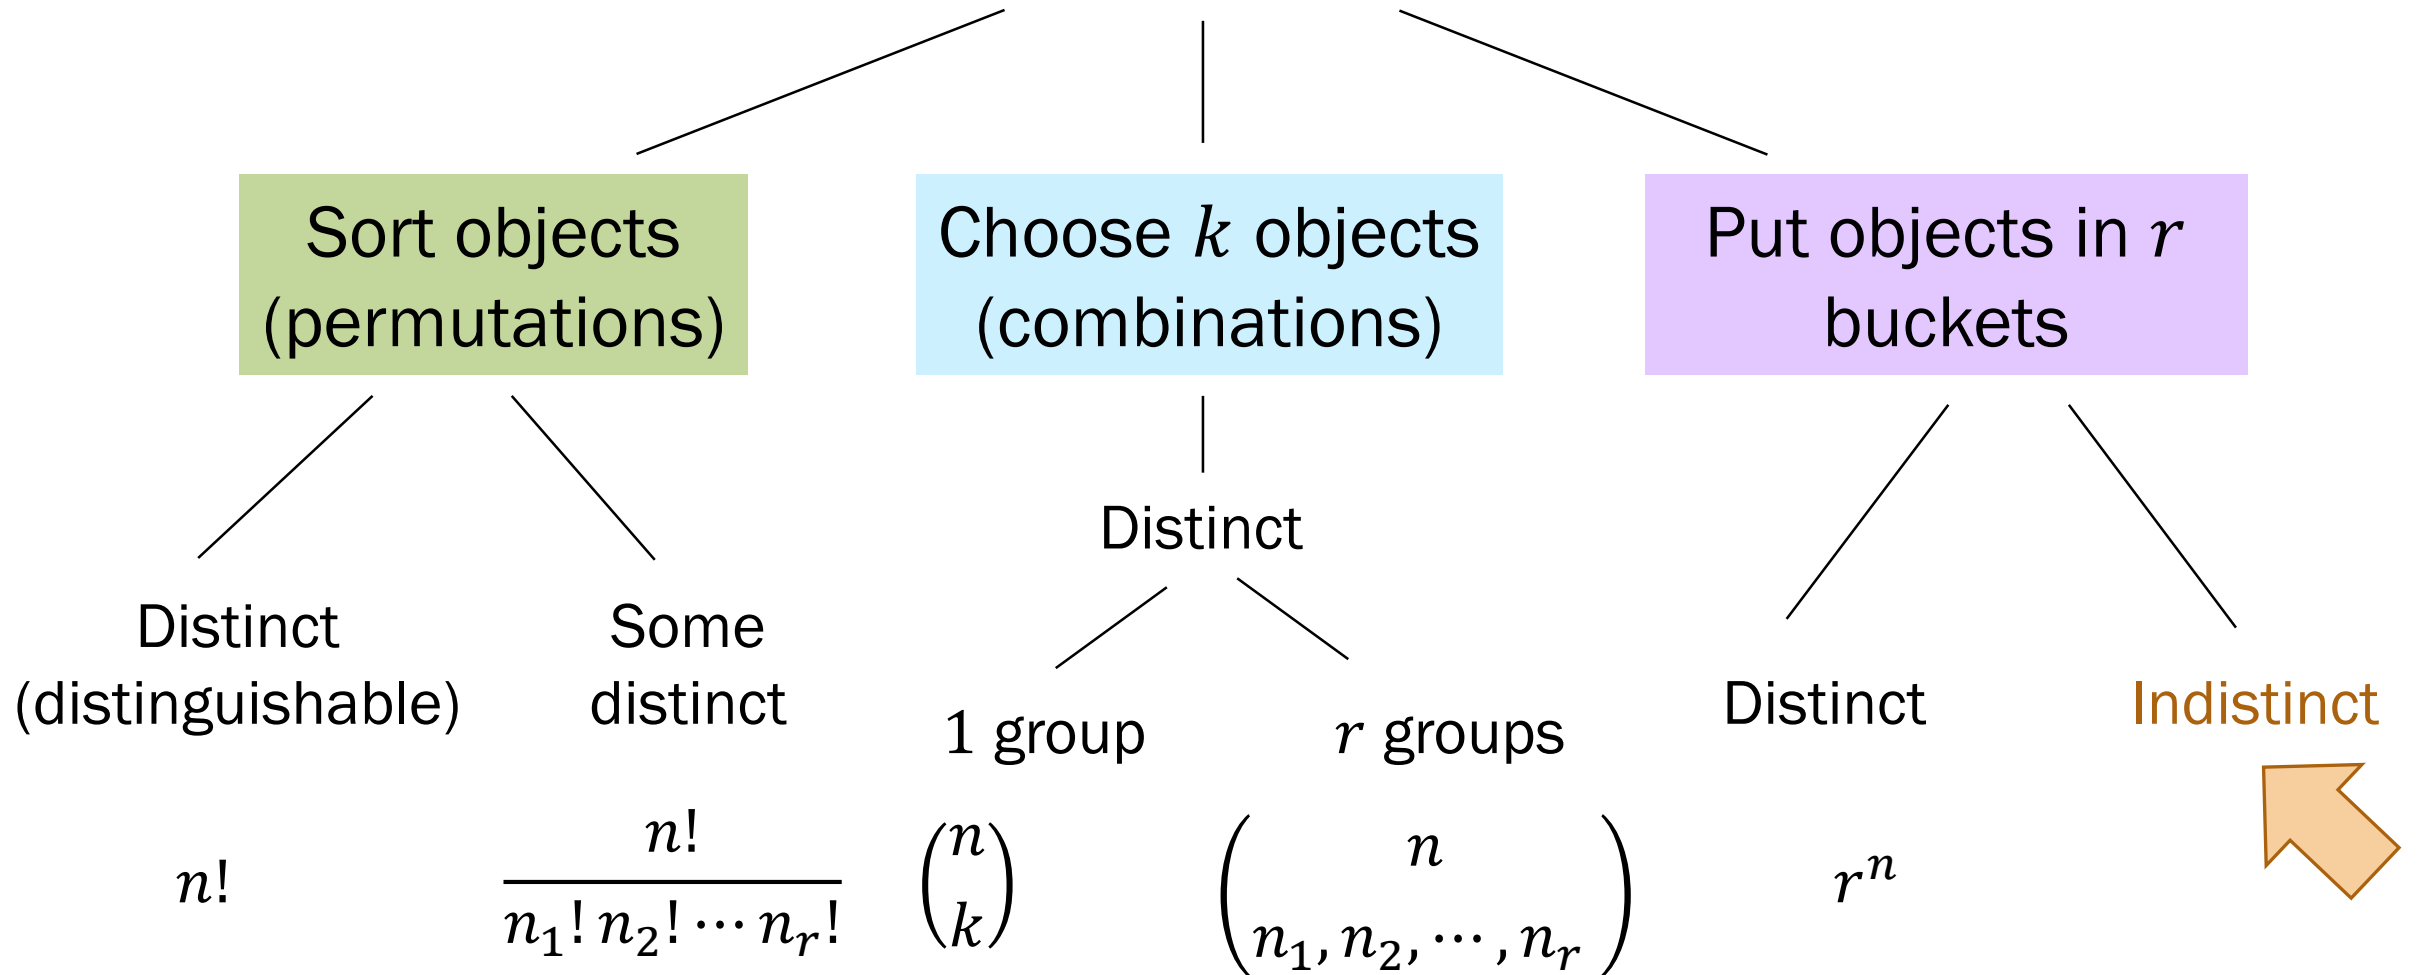 Sort objects
(permutations)
Choose k objects
(combinations)
Put objects in r
buckets
Distinct
Distinct
(distinguishable)
Some
distinct
1 group
r groups
Distinct
Indistinct
n!
n!
n₁! n₂! ⋯ nᵣ!
(n
k)
(n
n₁, n₂, ⋯ , nᵣ)
rⁿ